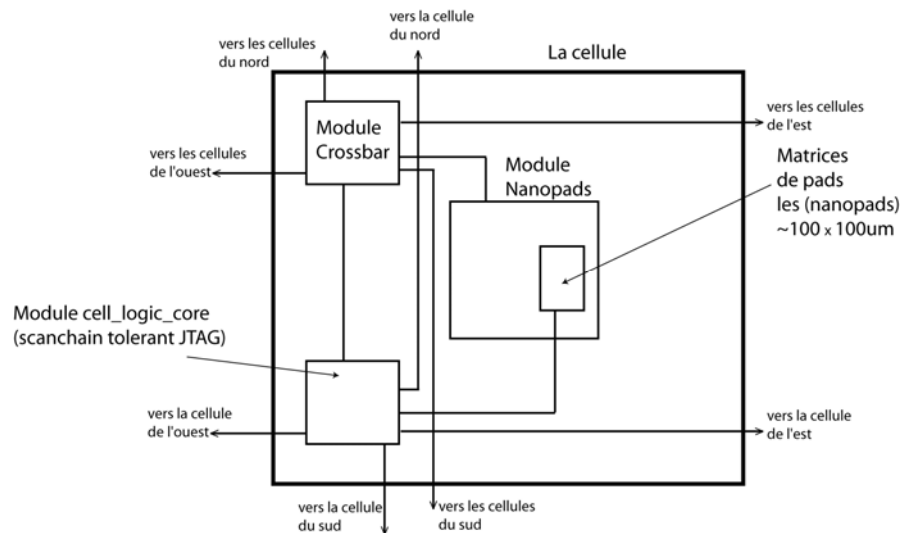 vers les cellules
du nord
vers la cellule
du nord
La cellule
vers les cellules
de l'est
Module
Crossbar
vers les cellules
de l'ouest
Module
Nanopads
Matrices
de pads
les (nanopads)
~100 x 100um
Module cell_logic_core
(scanchain tolerant JTAG)
vers la cellule
de l'ouest
vers la cellule
de l'est
vers la cellule
du sud
vers les cellules
du sud